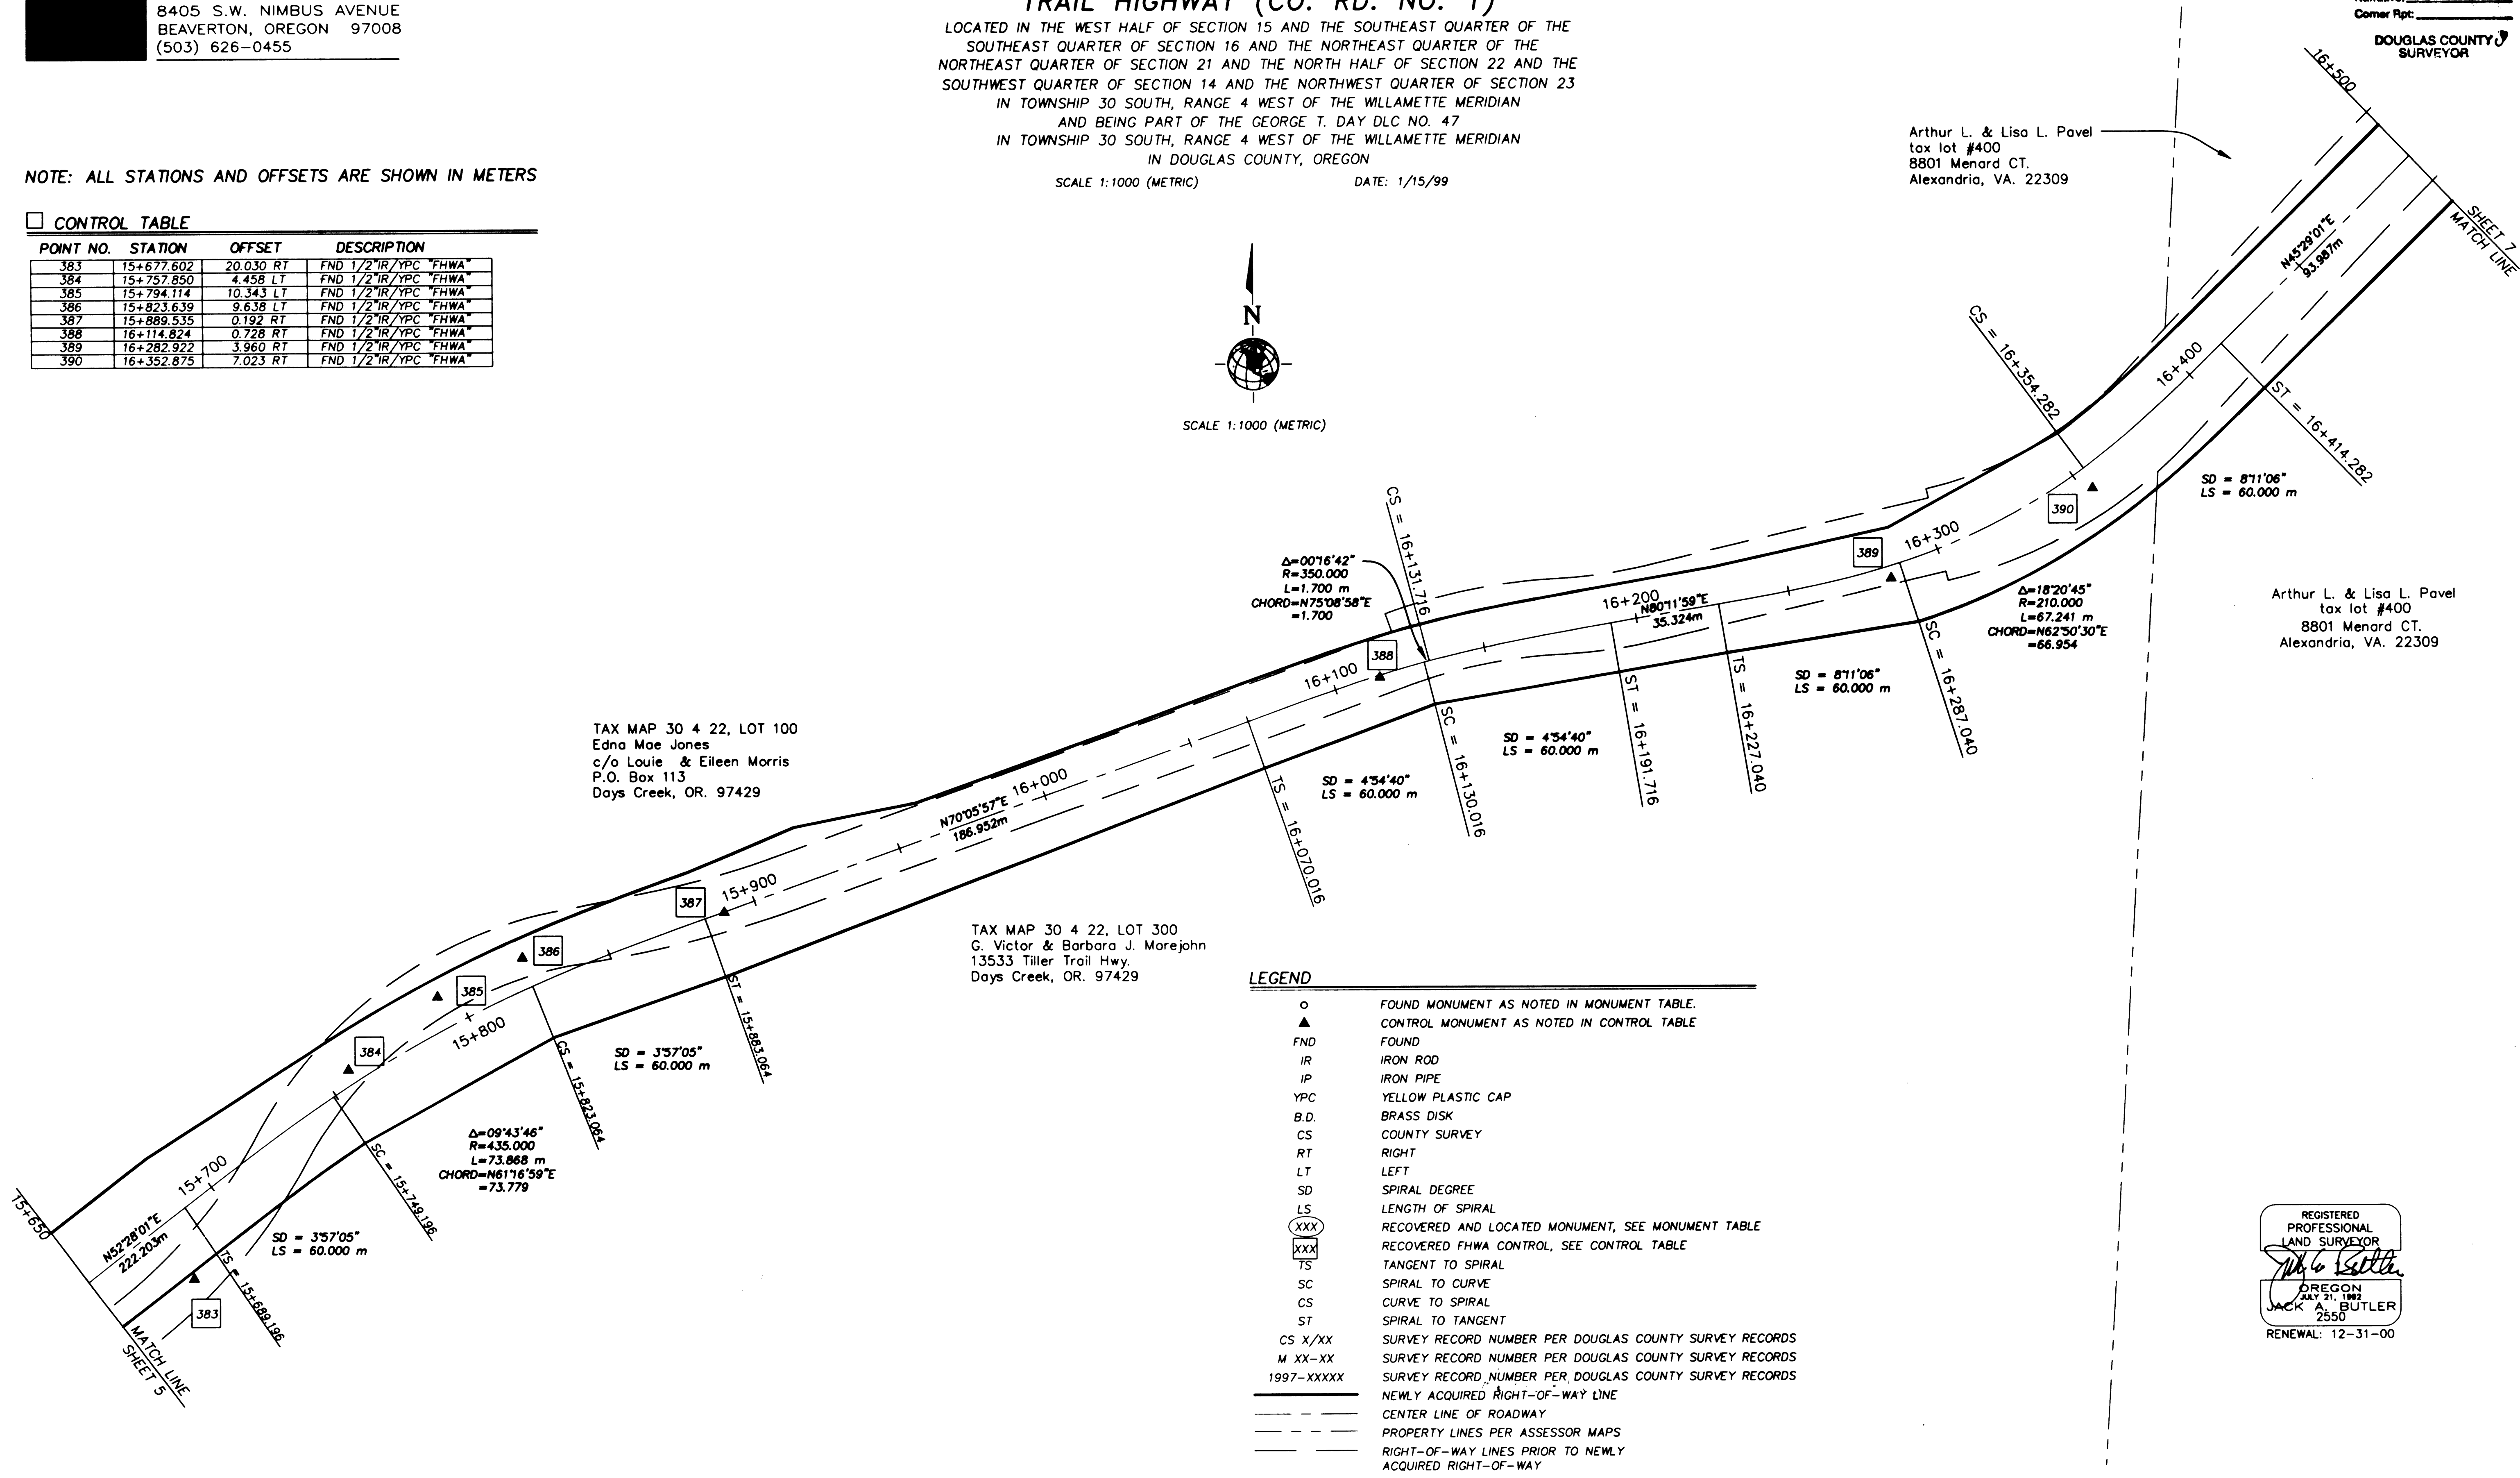 8405 S.W. NIMBUS AVENUE
BEAVERTON, OREGON 97008
(503) 626-0455
TRAIL HIGHWAY (CO. RD. NO. 1)
LOCATED IN THE WEST HALF OF SECTION 15 AND THE SOUTHEAST QUARTER OF THE
SOUTHEAST QUARTER OF SECTION 16 AND THE NORTHEAST QUARTER OF THE
NORTHEAST QUARTER OF SECTION 21 AND THE NORTH HALF OF SECTION 22 AND THE
SOUTHWEST QUARTER OF SECTION 14 AND THE NORTHWEST QUARTER OF SECTION 23
IN TOWNSHIP 30 SOUTH, RANGE 4 WEST OF THE WILLAMETTE MERIDIAN
AND BEING PART OF THE GEORGE T. DAY DLC NO. 47
IN TOWNSHIP 30 SOUTH, RANGE 4 WEST OF THE WILLAMETTE MERIDIAN
IN DOUGLAS COUNTY, OREGON
SCALE 1:1000 (METRIC) DATE: 1/15/99
Corner Rpt:
DOUGLAS COUNTY
SURVEYOR
NOTE: ALL STATIONS AND OFFSETS ARE SHOWN IN METERS
CONTROL TABLE
POINT NO. STATION OFFSET DESCRIPTION
383 15+677.602 20.030 RT FND 1/2"IR/YPC "FHWA"
384 15+757.850 4.458 LT FND 1/2"IR/YPC "FHWA"
385 15+794.114 10.343 LT FND 1/2"IR/YPC "FHWA"
386 15+823.639 9.638 LT FND 1/2"IR/YPC "FHWA"
387 15+889.535 0.192 RT FND 1/2"IR/YPC "FHWA"
388 16+114.824 0.728 RT FND 1/2"IR/YPC "FHWA"
389 16+282.922 3.960 RT FND 1/2"IR/YPC "FHWA"
390 16+352.875 7.023 RT FND 1/2"IR/YPC "FHWA"
N
SCALE 1:1000 (METRIC)
Arthur L. & Lisa L. Pavel
tax lot #400
8801 Menard CT.
Alexandria, VA. 22309
16+500
SHEET 7
MATCH LINE
N45°29'01"E
93.987m
CS = 16+354.282
16+400
ST = 16+414.282
SD = 8°11'06"
LS = 60.000 m
390
16+300
389
CS = 16+131.716
Δ=00°16'42"
R=350.000
L=1.700 m
CHORD=N75°08'58"E
=1.700
16+200
N80°11'59"E
35.324m
Δ=18°20'45"
R=210.000
L=67.241 m
CHORD=N62°50'30"E
=66.954
Arthur L. & Lisa L. Pavel
tax lot #400
8801 Menard CT.
Alexandria, VA. 22309
388
16+100
SC = 16+287.040
SD = 8°11'06"
LS = 60.000 m
TS = 16+227.040
ST = 16+191.716
SD = 4°54'40"
LS = 60.000 m
SC = 16+130.016
SD = 4°54'40"
LS = 60.000 m
TS = 16+070.016
TAX MAP 30 4 22, LOT 100
Edna Mae Jones
c/o Louie & Eileen Morris
P.O. Box 113
Days Creek, OR. 97429
16+000
N70°05'57"E
186.952m
15+900
387
386
385
384
15+800
TAX MAP 30 4 22, LOT 300
G. Victor & Barbara J. Morejohn
13533 Tiller Trail Hwy.
Days Creek, OR. 97429
ST = 15+883.064
SD = 3°57'05"
LS = 60.000 m
CS = 15+823.064
Δ=09°43'46"
R=435.000
L=73.868 m
CHORD=N61°16'59"E
=73.779
SC = 15+749.196
15+700
15+650
N52°28'01"E
222.203m
SD = 3°57'05"
LS = 60.000 m
TS = 15+689.196
383
MATCH LINE
SHEET 5
LEGEND
FOUND MONUMENT AS NOTED IN MONUMENT TABLE.
CONTROL MONUMENT AS NOTED IN CONTROL TABLE
FND FOUND
IR IRON ROD
IP IRON PIPE
YPC YELLOW PLASTIC CAP
B.D. BRASS DISK
CS COUNTY SURVEY
RT RIGHT
LT LEFT
SD SPIRAL DEGREE
LS LENGTH OF SPIRAL
XXX RECOVERED AND LOCATED MONUMENT, SEE MONUMENT TABLE
XXX RECOVERED FHWA CONTROL, SEE CONTROL TABLE
TS TANGENT TO SPIRAL
SC SPIRAL TO CURVE
CS CURVE TO SPIRAL
ST SPIRAL TO TANGENT
CS X/XX SURVEY RECORD NUMBER PER DOUGLAS COUNTY SURVEY RECORDS
M XX-XX SURVEY RECORD NUMBER PER DOUGLAS COUNTY SURVEY RECORDS
1997-XXXXX SURVEY RECORD NUMBER PER DOUGLAS COUNTY SURVEY RECORDS
NEWLY ACQUIRED RIGHT-OF-WAY LINE
CENTER LINE OF ROADWAY
PROPERTY LINES PER ASSESSOR MAPS
RIGHT-OF-WAY LINES PRIOR TO NEWLY
ACQUIRED RIGHT-OF-WAY
REGISTERED
PROFESSIONAL
LAND SURVEYOR
OREGON
JULY 21, 1992
JACK A. BUTLER
2550
RENEWAL: 12-31-00